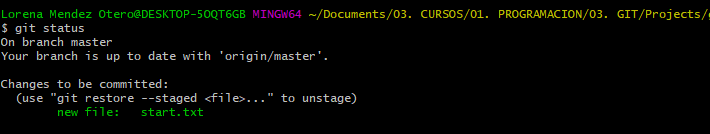 Lorena Mendez Otero@DESKTOP-5OQT6GB MINGW64 ~/Documents/03. CURSOS/01. PROGRAMACION/03. GIT/Projects/
$ git status
On branch master
Your branch is up to date with 'origin/master'.
Changes to be committed:
(use "git restore --staged <file>..." to unstage)
new file: start.txt